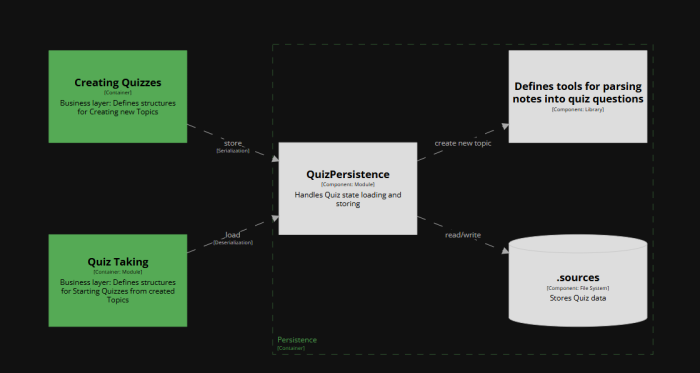 Creating Quizzes
[Container]
Business layer: Defines structures
for Creating new Topics
Defines tools for parsing
notes into quiz questions
[Component: Library]
store
[Serialisation]
create new topic
QuizPersistence
[Component: Module]
Handles Quiz state loading and
storing
load
[Deserialisation]
read/write
Quiz Taking
[Container: Module]
Business layer: Defines structures
for Starting Quizzes from created
Topics
.sources
[Component: File System]
Stores Quiz data
Persistence
[Container]